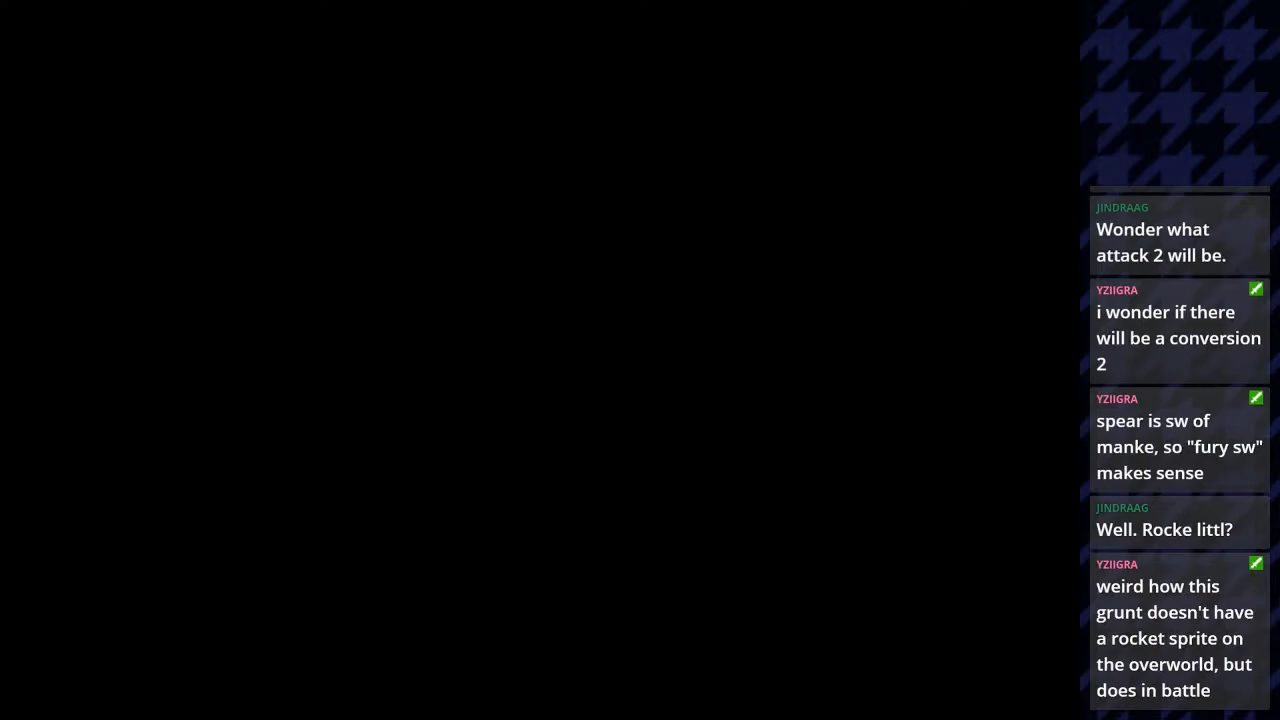 JINDRAAG
Wonder what
attack 2 will be.
YZIIGRA
i wonder if there
will be a conversion
2
YZIIGRA
spear is sw of
manke, so "fury sw"
makes sense
JINDRAAG
Well. Rocke littl?
YZIIGRA
weird how this
grunt doesn't have
a rocket sprite on
the overworld, but
does in battle